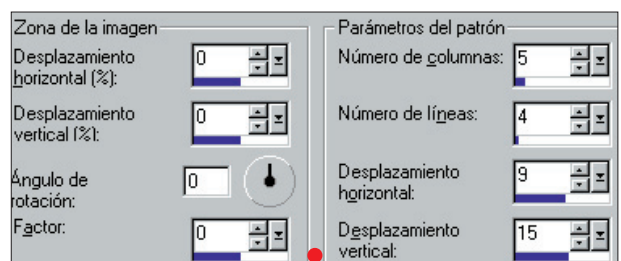 Zona de la imagen
Desplazamiento
horizontal (%):
0
Desplazamiento
vertical (%):
0
Ángulo de
rotación:
0
Factor:
0
Parámetros del patrón
Número de columnas:
5
Número de líneas:
4
Desplazamiento
horizontal:
9
Desplazamiento
vertical:
15